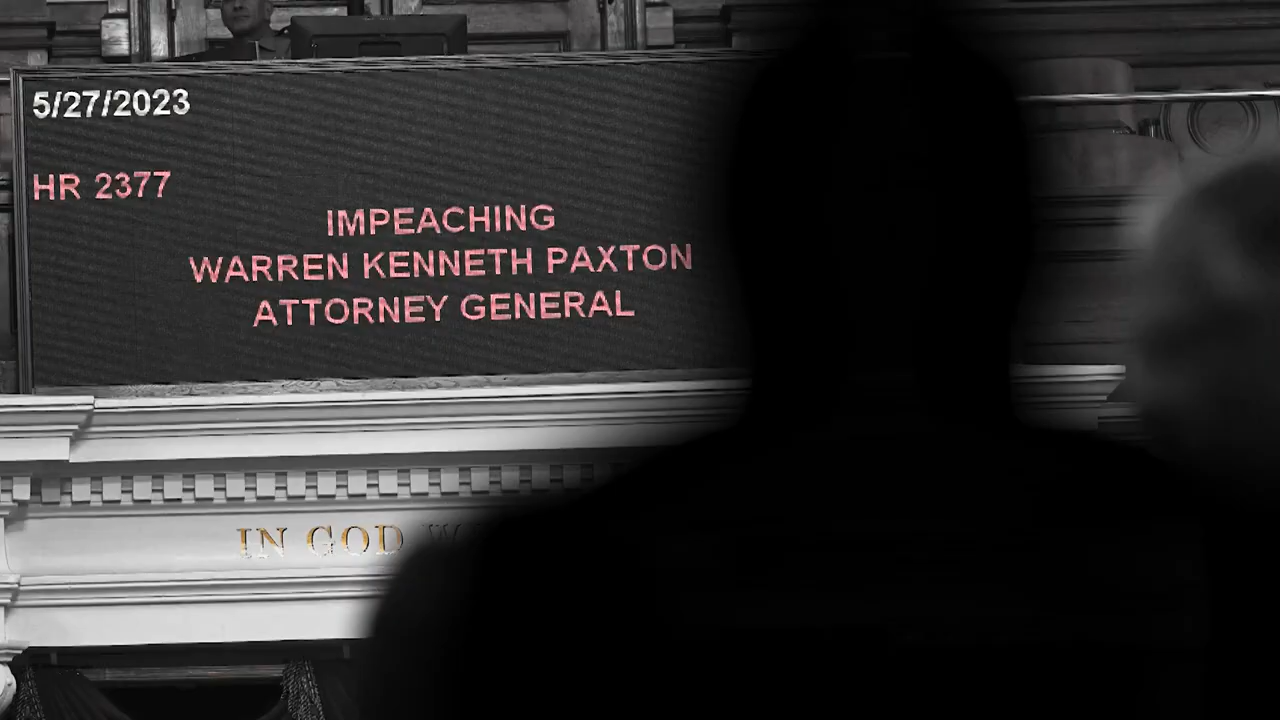 5/27/2023
HR 2377
IMPEACHING
WARREN KENNETH PAXTON
ATTORNEY GENERAL
IN GOD